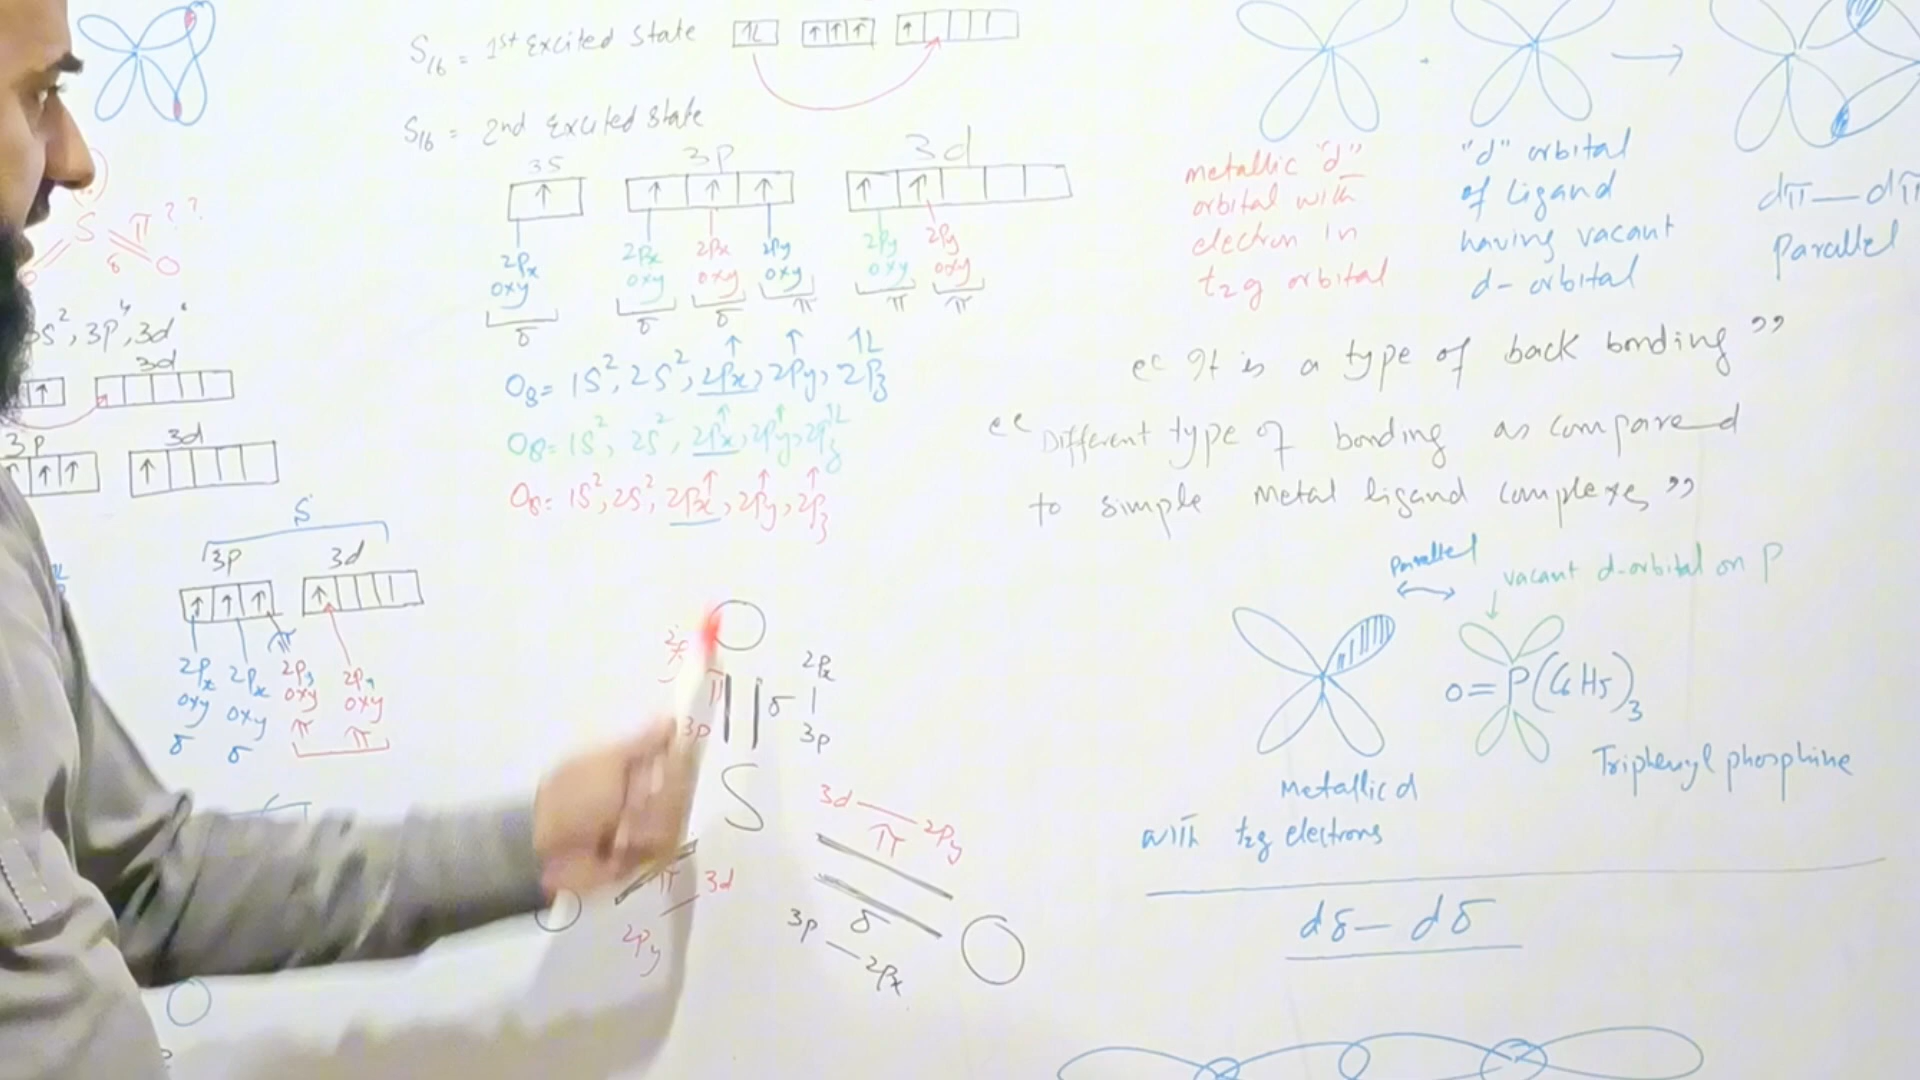 S16 = 1st Excited State
S16 = 2nd Excited State
3S 3p 3d
2Px 2Px 2Px 2Py 2Py 2Py
oxy oxy oxy oxy oxy oxy
σ σ σ π π π
O8= 1S², 2S², 2Px, 2Py, 2Pz
O8= 1S², 2S², 2Px, 2Py, 2Pz
O8= 1S², 2S², 2Px, 2Py, 2Pz
S π ??
σ
3S², 3P⁴, 3d°
3d
3P 3d
S
3p 3d
2Px 2Px
oxy oxy oxy oxy
σ σ π π
π σ 2Px
3p 3p
S
3d π 2Py
π 3d
2Py
3p σ 2Px
metallic "d"
orbital with
electron in
t2g orbital
"d" orbital
of Ligand
having vacant
d-orbital
dπ—dπ
Parallel
"It is a type of back bonding"
"Different type of bonding as compared
to simple Metal ligand complexes"
Parallel
vacant d-orbital on P
O=P(C6H5)3
Triphenyl phosphine
Metallic d
with t2g electrons
dδ—dδ